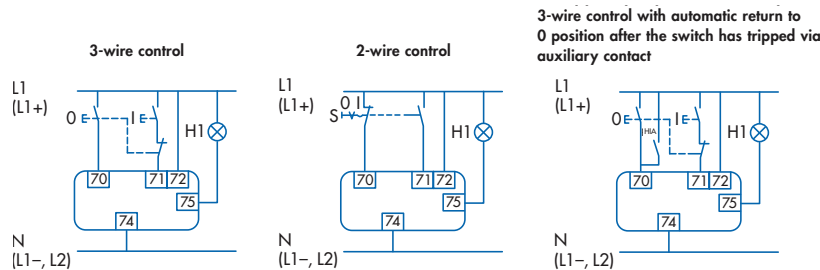 3-wire control
L1
(L1+)
0
I
H1
70
71
72
75
74
N
(L1–, L2)
2-wire control
L1
(L1+)
0 I
S
H1
70
71
72
75
74
N
(L1–, L2)
3-wire control with automatic return to
0 position after the switch has tripped via
auxiliary contact
L1
(L1+)
0
HIA
I
H1
70
71
72
75
74
N
(L1–, L2)